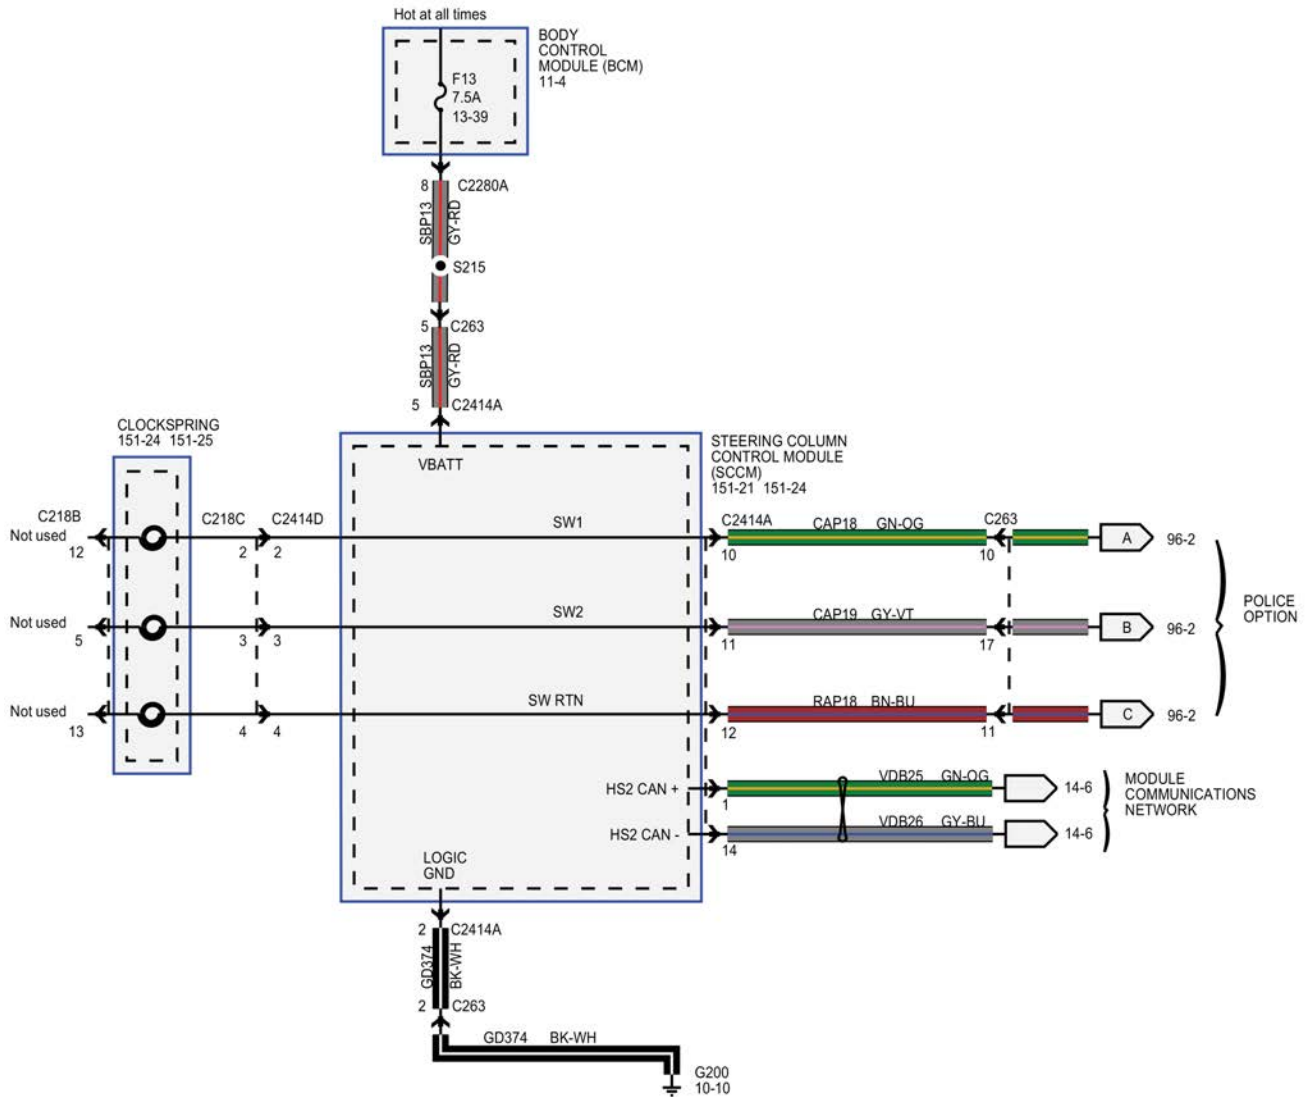 Hot at all times
BODY
CONTROL
MODULE (BCM)
11-4
F13
7.5A
13-39
8 C2280A
SBP13 GY-RD
S215
5 C263
SBP13 GY-RD
5 C2414A
CLOCKSPRING
151-24 151-25
STEERING COLUMN
CONTROL MODULE
(SCCM)
151-21 151-24
VBATT
C218B C218C C2414D SW1 C2414A CAP18 GN-OG C263
Not used A 96-2
12 2 2 10 10
SW2 CAP19 GY-VT
Not used B 96-2
5 3 3 11 17
POLICE
OPTION
SW RTN RAP18 BN-BU
Not used C 96-2
13 4 4 12 11
HS2 CAN + VDB25 GN-OG 14-6
1
HS2 CAN - VDB26 GY-BU 14-6
14
MODULE
COMMUNICATIONS
NETWORK
LOGIC
GND
2 C2414A
GD374 BK-WH
2 C263
GD374 BK-WH
G200
10-10